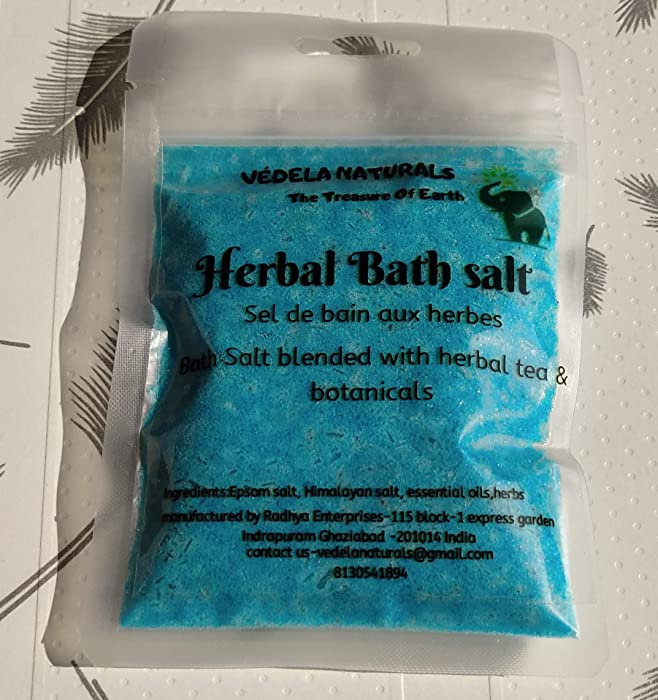 VÉDELA NATURALS
The Treasure Of Earth
Herbal Bath salt
Sel de bain aux herbes
Bath Salt blended with herbal tea &
botanicals
Ingredients:Epsom salt, Himalayan salt, essential oils,herbs
manufactured by Radhya Enterprises-115 block-1 express garden
Indrapuram Ghaziabad -201014 India
contact us-vedelanaturals@gmail.com
8130541894